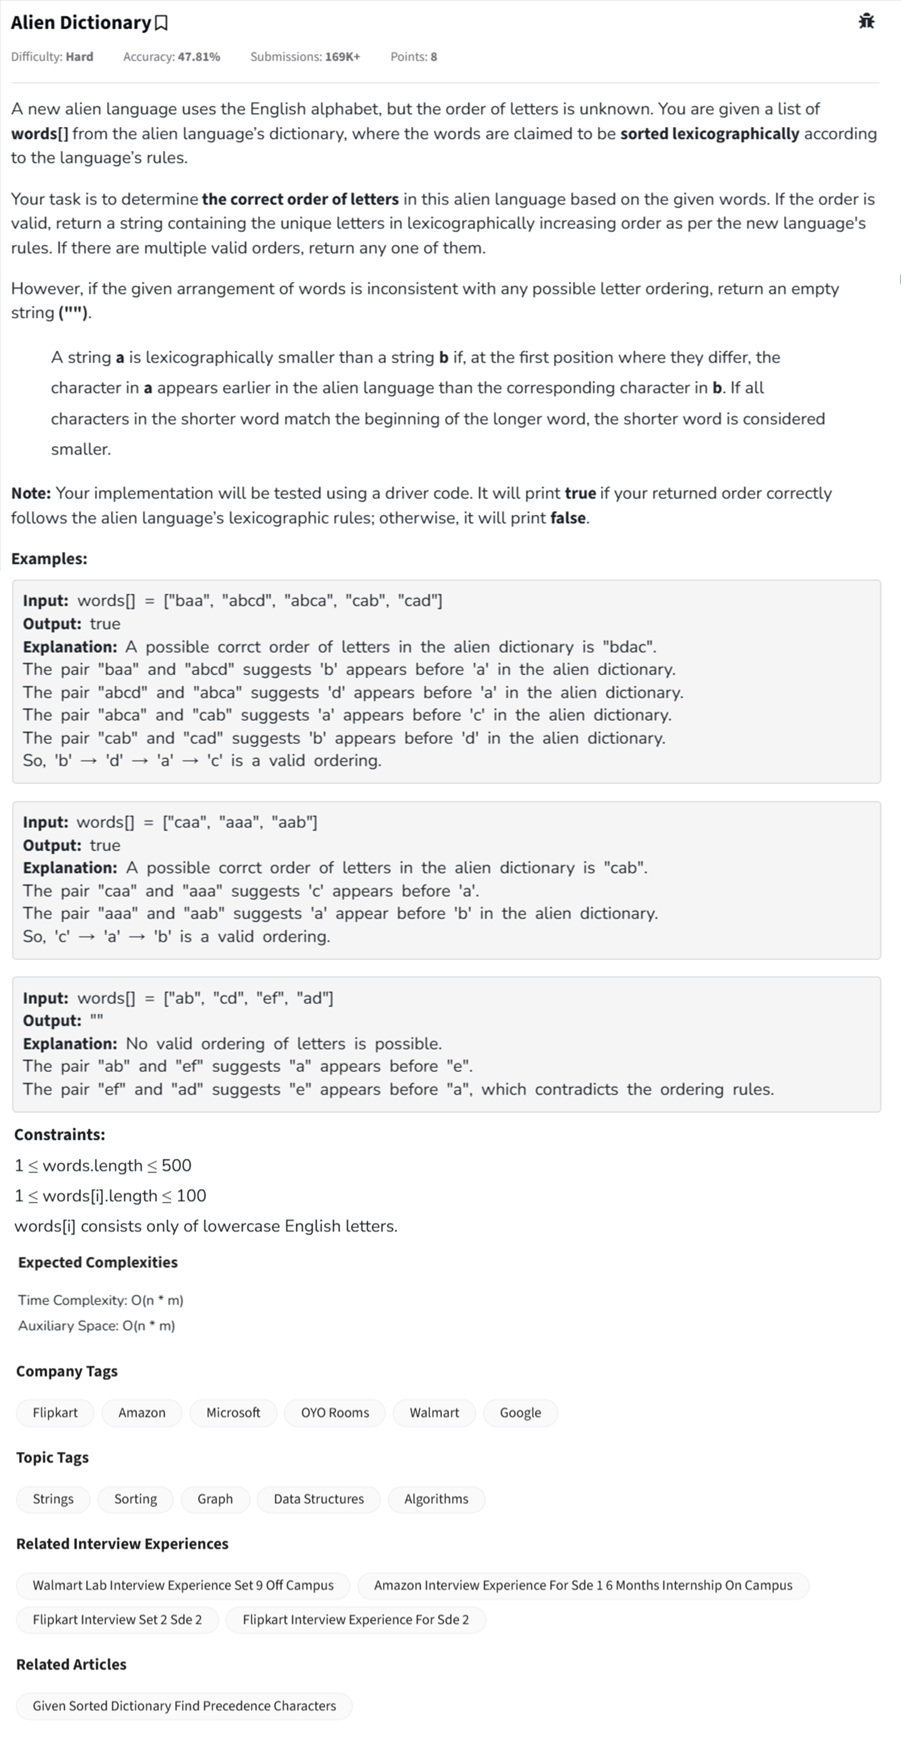 Alien Dictionary
Difficulty: Hard Accuracy: 47.81% Submissions: 169K+ Points: 8
A new alien language uses the English alphabet, but the order of letters is unknown. You are given a list of
words[] from the alien language's dictionary, where the words are claimed to be sorted lexicographically according
to the language's rules.
Your task is to determine the correct order of letters in this alien language based on the given words. If the order is
valid, return a string containing the unique letters in lexicographically increasing order as per the new language's
rules. If there are multiple valid orders, return any one of them.
However, if the given arrangement of words is inconsistent with any possible letter ordering, return an empty
string ("").
A string a is lexicographically smaller than a string b if, at the first position where they differ, the
character in a appears earlier in the alien language than the corresponding character in b. If all
characters in the shorter word match the beginning of the longer word, the shorter word is considered
smaller.
Note: Your implementation will be tested using a driver code. It will print true if your returned order correctly
follows the alien language's lexicographic rules; otherwise, it will print false.
Examples:
Input: words[] = ["baa", "abcd", "abca", "cab", "cad"]
Output: true
Explanation: A possible corrct order of letters in the alien dictionary is "bdac".
The pair "baa" and "abcd" suggests 'b' appears before 'a' in the alien dictionary.
The pair "abcd" and "abca" suggests 'd' appears before 'a' in the alien dictionary.
The pair "abca" and "cab" suggests 'a' appears before 'c' in the alien dictionary.
The pair "cab" and "cad" suggests 'b' appears before 'd' in the alien dictionary.
So, 'b' → 'd' → 'a' → 'c' is a valid ordering.
Input: words[] = ["caa", "aaa", "aab"]
Output: true
Explanation: A possible corrct order of letters in the alien dictionary is "cab".
The pair "caa" and "aaa" suggests 'c' appears before 'a'.
The pair "aaa" and "aab" suggests 'a' appear before 'b' in the alien dictionary.
So, 'c' → 'a' → 'b' is a valid ordering.
Input: words[] = ["ab", "cd", "ef", "ad"]
Output: ""
Explanation: No valid ordering of letters is possible.
The pair "ab" and "ef" suggests "a" appears before "e".
The pair "ef" and "ad" suggests "e" appears before "a", which contradicts the ordering rules.
Constraints:
1 ≤ words.length ≤ 500
1 ≤ words[i].length ≤ 100
words[i] consists only of lowercase English letters.
Expected Complexities
Time Complexity: O(n * m)
Auxiliary Space: O(n * m)
Company Tags
Flipkart Amazon Microsoft OYO Rooms Walmart Google
Topic Tags
Strings Sorting Graph Data Structures Algorithms
Related Interview Experiences
Walmart Lab Interview Experience Set 9 Off Campus Amazon Interview Experience For Sde 1 6 Months Internship On Campus
Flipkart Interview Set 2 Sde 2 Flipkart Interview Experience For Sde 2
Related Articles
Given Sorted Dictionary Find Precedence Characters